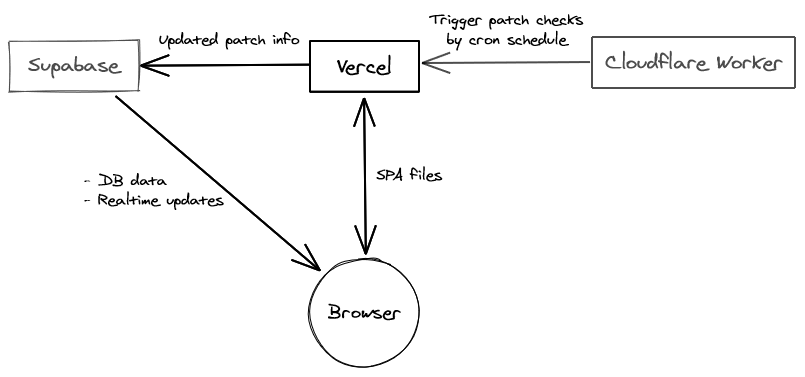 Trigger patch checks
by cron schedule
Updated patch info
Supabase
Vercel
Cloudflare Worker
- DB data
- Realtime updates
SPA files
Browser